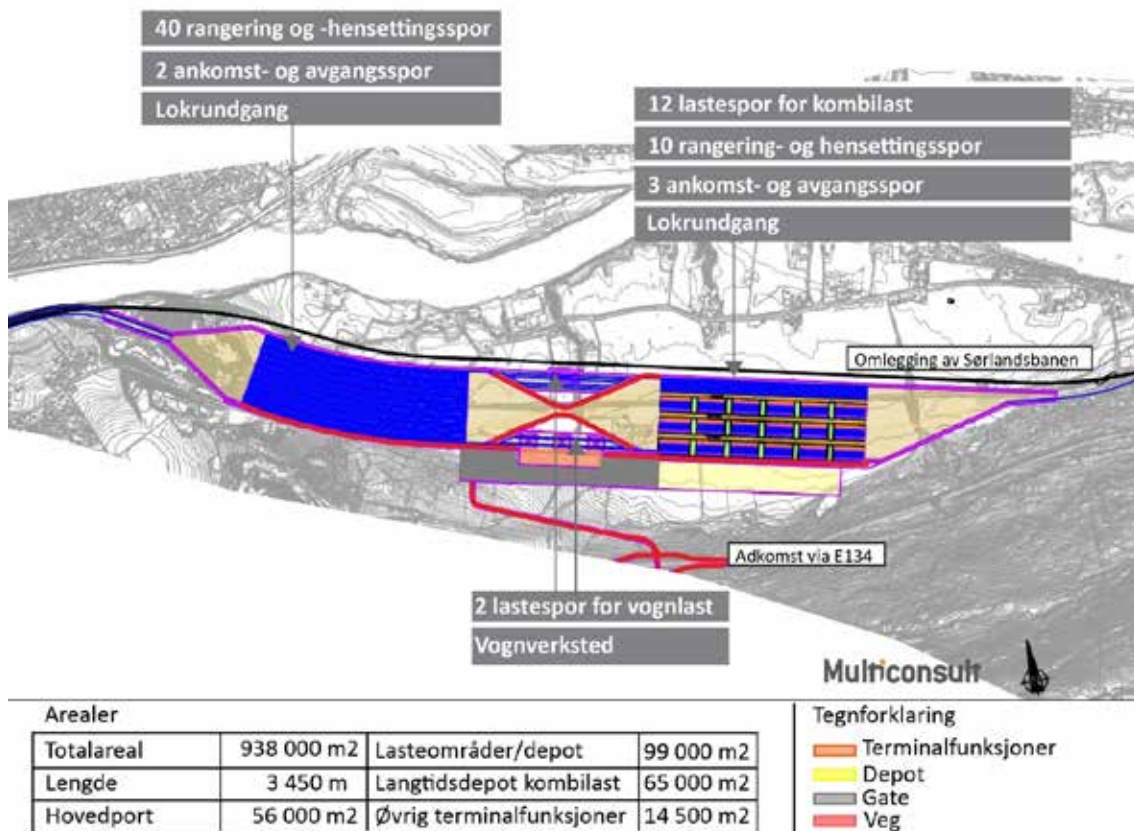 40 rangering og -hensettingsspor
2 ankomst- og avgangsspor
Lokrundgang
12 lastespor for kombilast
10 rangering- og hensettingsspor
3 ankomst- og avgangsspor
Lokrundgang
Omlegging av Sørlandsbanen
Adkomst via E134
2 lastespor for vognlast
Vognverksted
Multiconsult
Arealer
Totalareal 938 000 m2 Lasteområder/depot 99 000 m2
Lengde 3 450 m Langtidsdepot kombilast 65 000 m2
Hovedport 56 000 m2 Øvrig terminalfunksjoner 14 500 m2
Tegnforklaring
Terminalfunksjoner
Depot
Gate
Veg